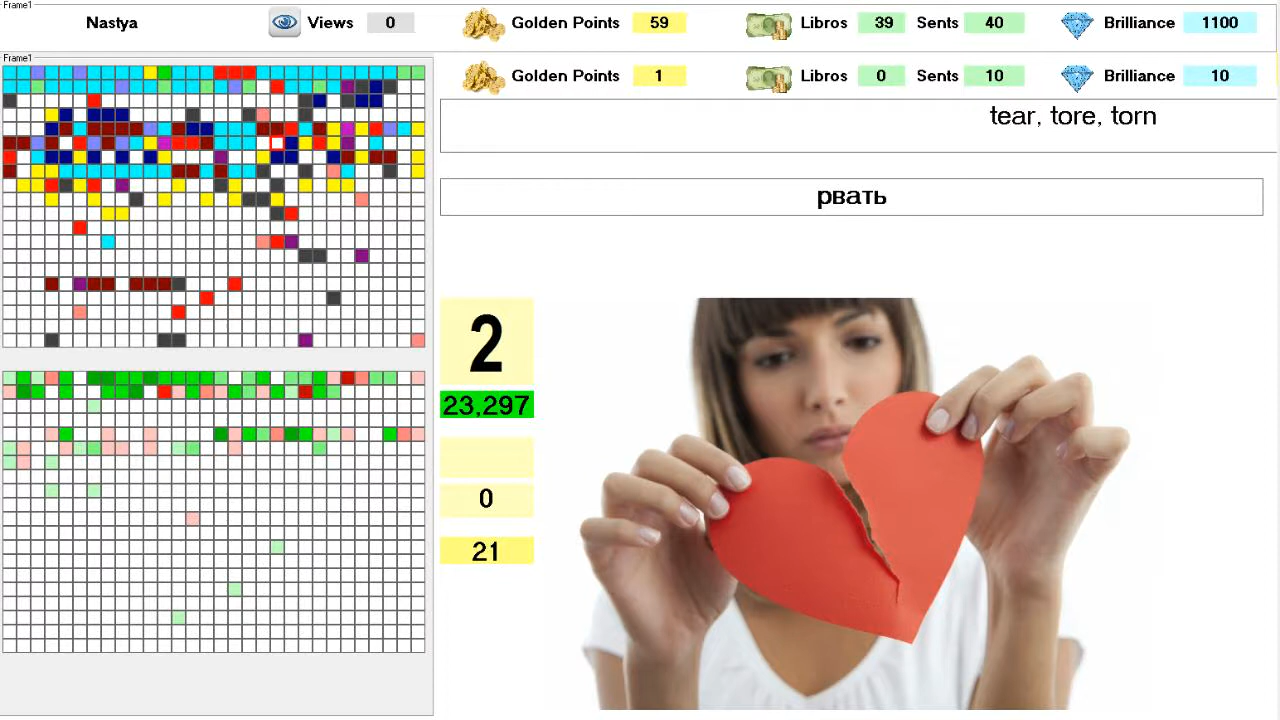 Frame1
Nastya Views 0 Golden Points 59 Libros 39 Sents 40 Brilliance 1100
Frame1
Golden Points 1 Libros 0 Sents 10 Brilliance 10
tear, tore, torn
рвать
2
23,297
0
21